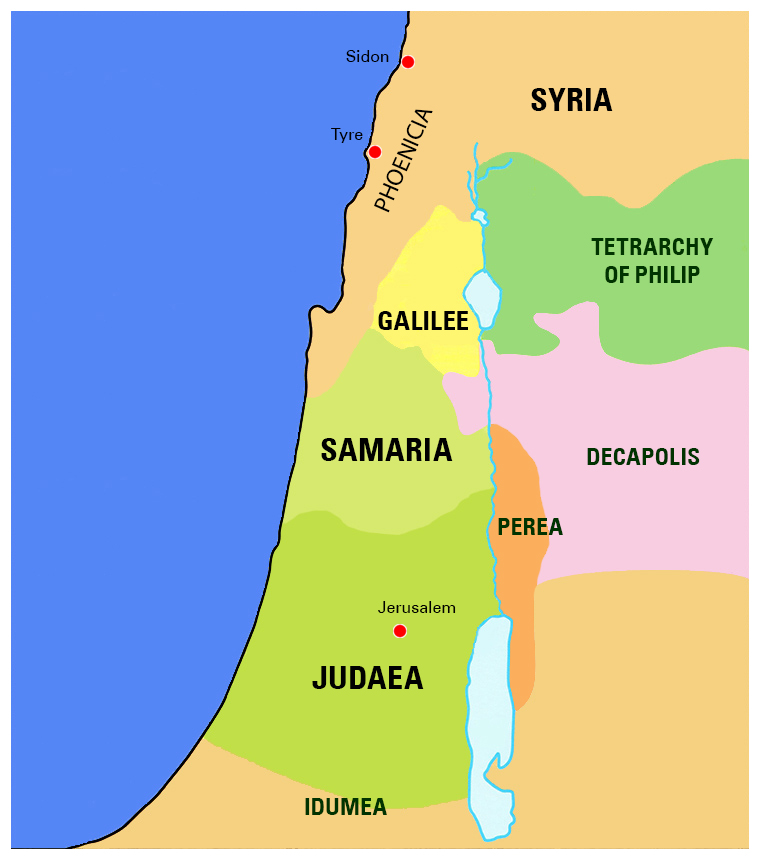 Sidon
SYRIA
Tyre
PHOENICIA
TETRARCHY
OF PHILIP
GALILEE
SAMARIA
DECAPOLIS
PEREA
Jerusalem
JUDAEA
IDUMEA